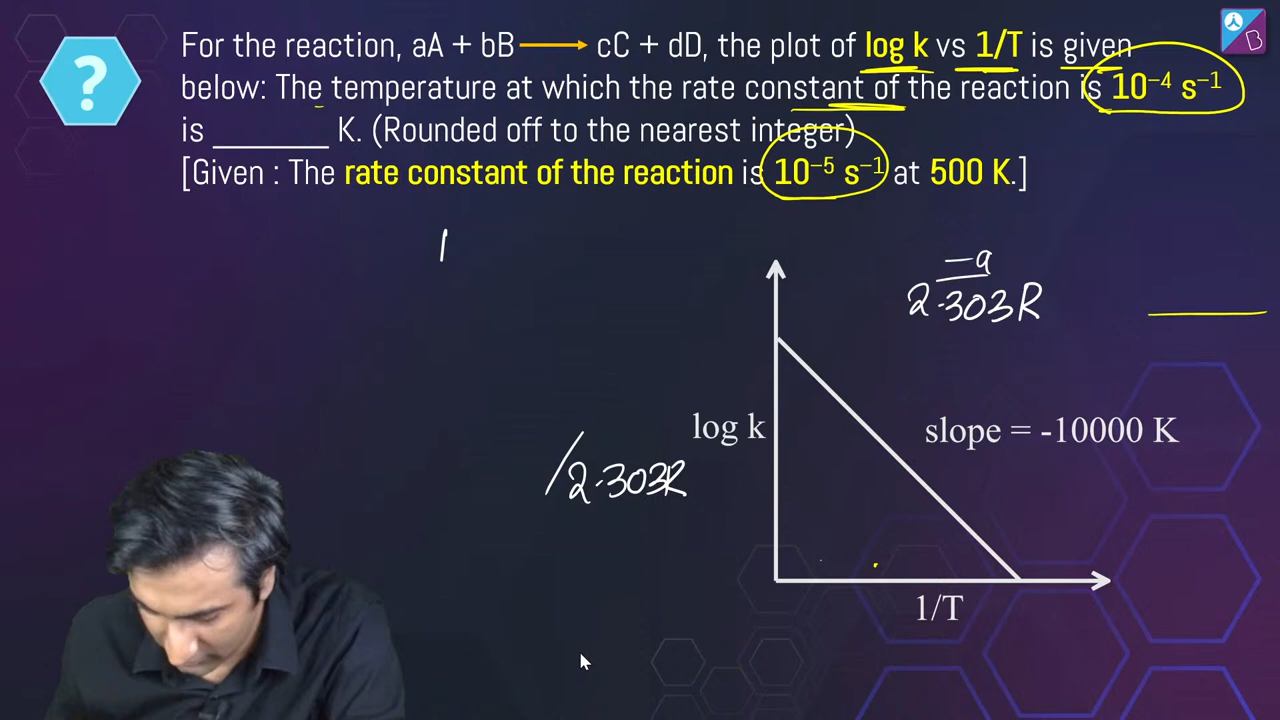 For the reaction, aA + bB ⟶ cC + dD, the plot of log k vs 1/T is given
below: The temperature at which the rate constant of the reaction is 10⁻⁴ s⁻¹
is ________ K. (Rounded off to the nearest integer)
[Given : The rate constant of the reaction is 10⁻⁵ s⁻¹ at 500 K.]
?
B
-a
2.303R
log k
slope = -10000 K
/2.303R
1/T